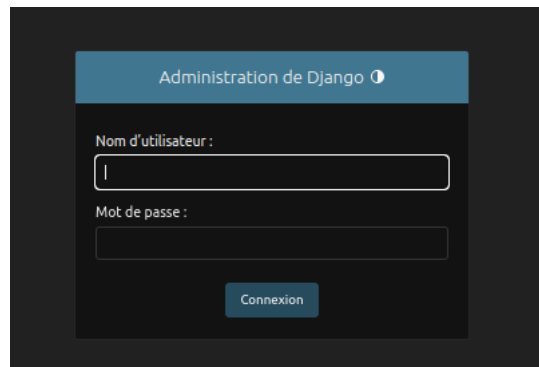 Administration de Django
Nom d’utilisateur :
Mot de passe :
Connexion